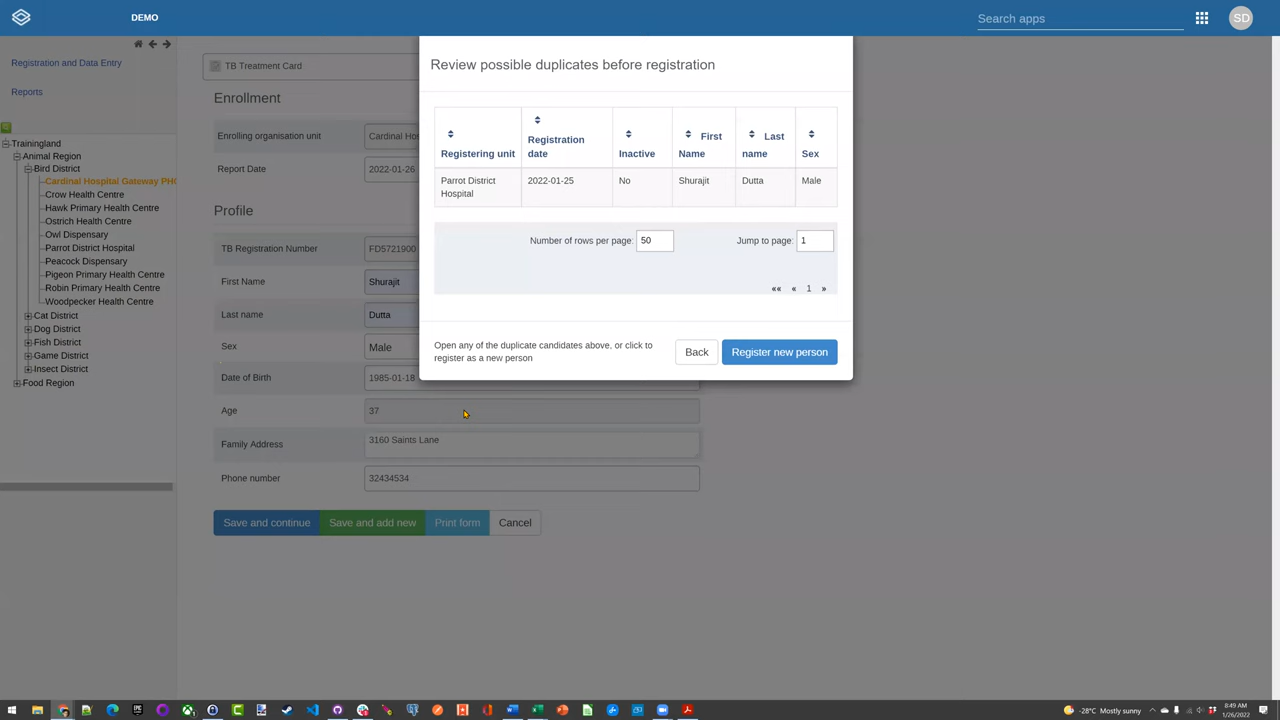 DEMO
Search apps
SD
Registration and Data Entry
Reports
Trainingland
Animal Region
Bird District
Cardinal Hospital Gateway PHC
Crow Health Centre
Hawk Primary Health Centre
Ostrich Health Centre
Owl Dispensary
Parrot District Hospital
Peacock Dispensary
Pigeon Primary Health Centre
Robin Primary Health Centre
Woodpecker Health Centre
Cat District
Dog District
Fish District
Game District
Insect District
Food Region
TB Treatment Card
Enrollment
Enrolling organisation unit
Cardinal Hos
Report Date
2022-01-26
Profile
TB Registration Number
FD5721900
First Name
Shurajit
Last name
Dutta
Sex
Male
Date of Birth
1985-01-18
Age
37
Family Address
3160 Saints Lane
Phone number
32434534
Save and continue
Save and add new
Print form
Cancel
Review possible duplicates before registration
Registering unit
Registration
date
Inactive
First
Name
Last
name
Sex
Parrot District
Hospital
2022-01-25
No
Shurajit
Dutta
Male
Number of rows per page:
50
Jump to page:
1
«« « 1 »
Open any of the duplicate candidates above, or click to
register as a new person
Back
Register new person
-28°C Mostly sunny
8:49 AM
1/26/2022